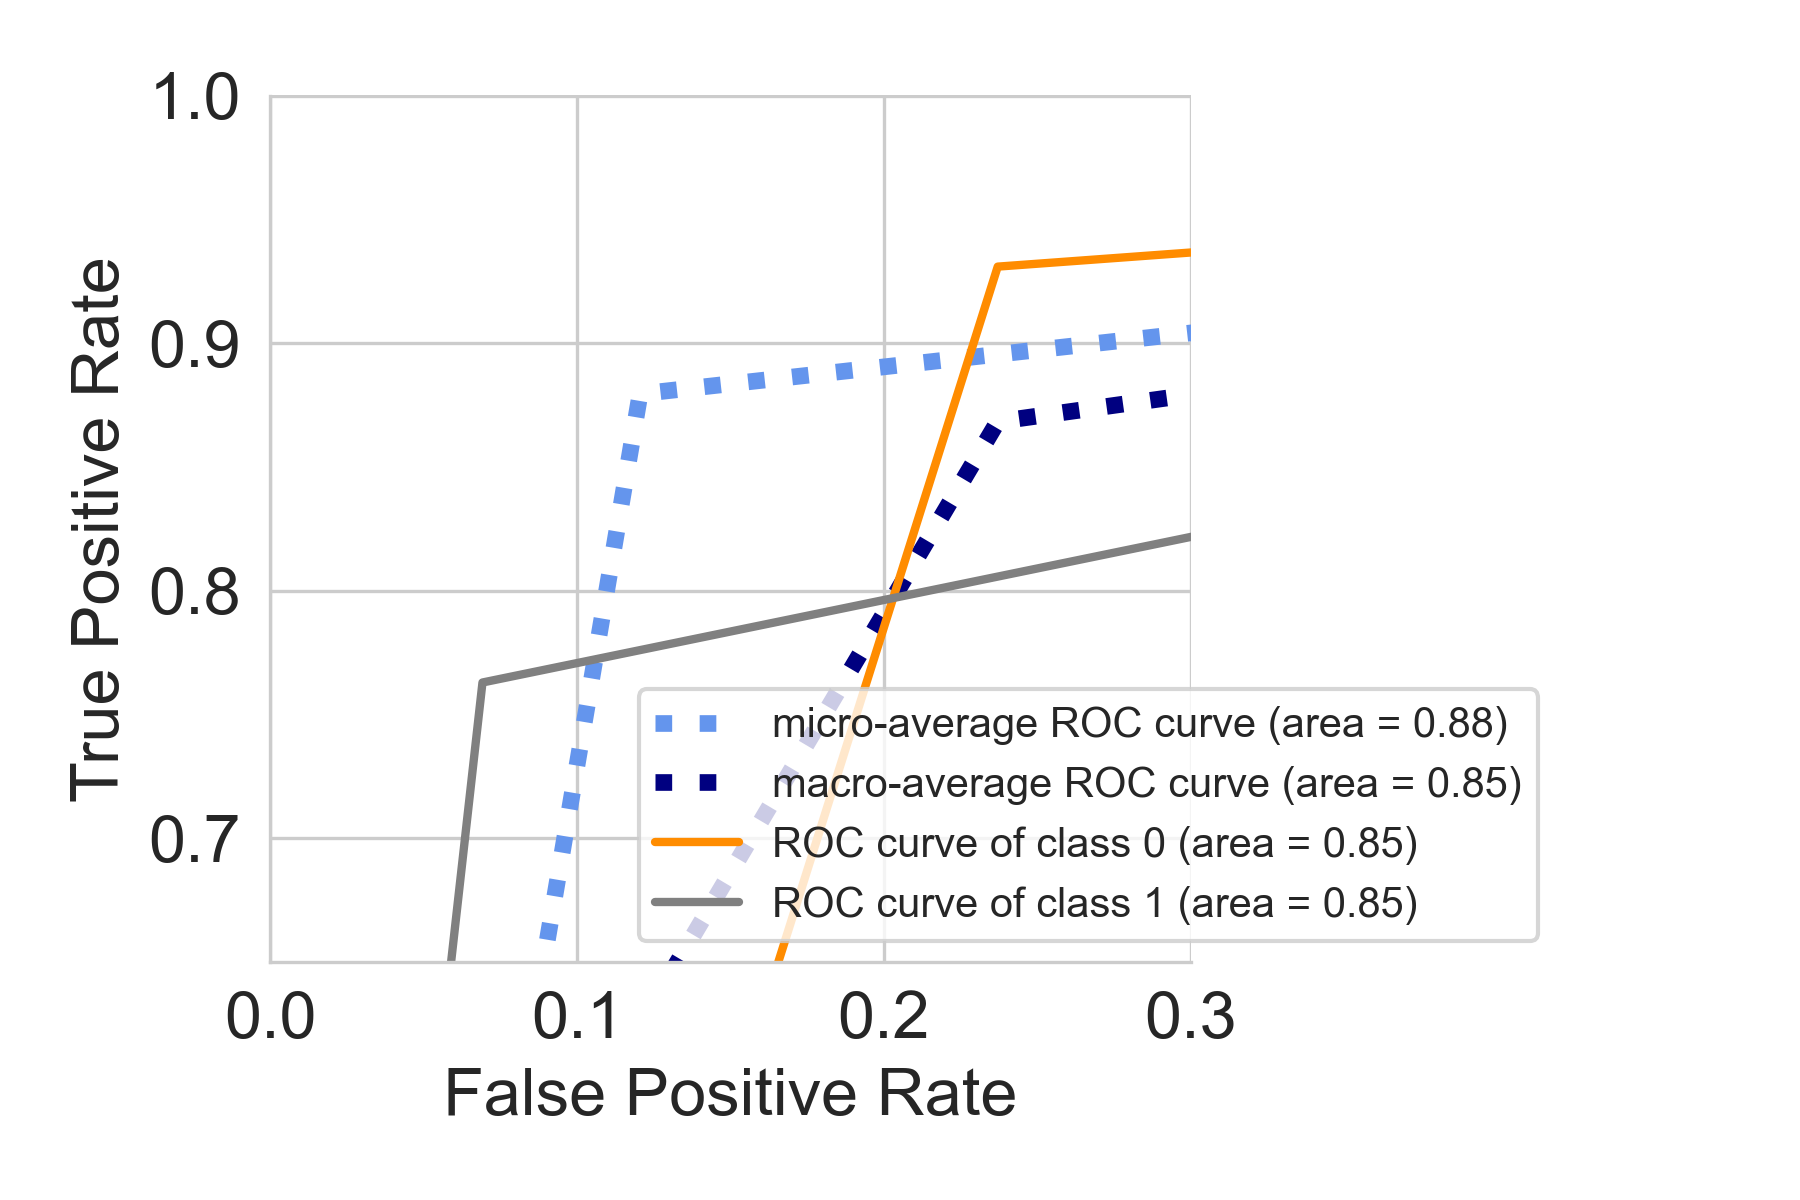 1.0
0.9
0.8
0.7
True Positive Rate
micro-average ROC curve (area = 0.88)
macro-average ROC curve (area = 0.85)
ROC curve of class 0 (area = 0.85)
ROC curve of class 1 (area = 0.85)
0.0 0.1 0.2 0.3
False Positive Rate